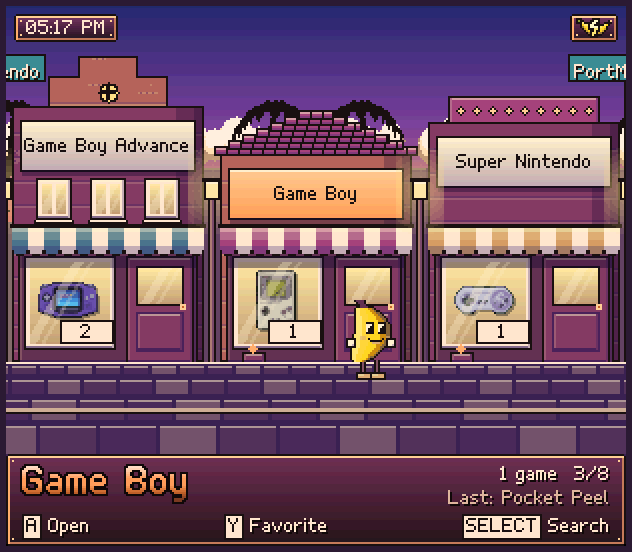 05:17 PM
endo
PortM
Game Boy Advance
Game Boy
Super Nintendo
2
1
1
Game Boy
1 game 3/8
Last: Pocket Peel
A Open
Y Favorite
SELECT Search